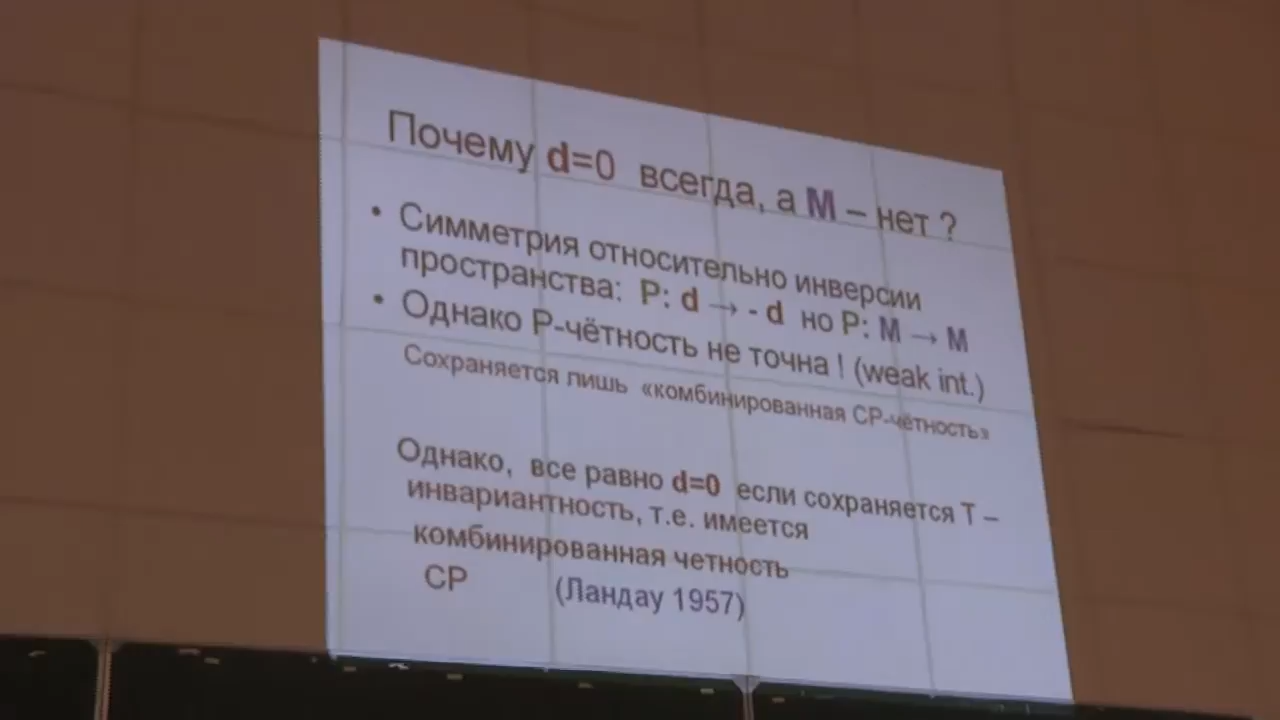 Почему d=0 всегда, а M – нет ?
• Симметрия относительно инверсии
пространства: P: d → - d но P: M → M
• Однако P-чётность не точна ! (weak int.)
Сохраняется лишь «комбинированная CP-чётность»
Однако, все равно d=0 если сохраняется T –
инвариантность, т.е. имеется
комбинированная четность
CP (Ландау 1957)